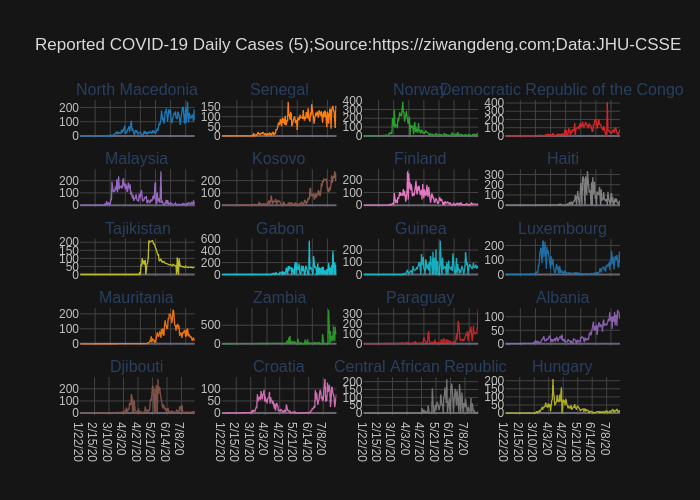 Reported COVID-19 Daily Cases (5);Source:https://ziwangdeng.com;Data:JHU-CSSE
North Macedonia Senegal Norway Democratic Republic of the Congo
200 100 0 150 100 50 0 400 300 200 100 0 400 300 200 100 0
Malaysia Kosovo Finland Haiti
200 100 0 200 100 0 200 100 0 300 200 100 0
Tajikistan Gabon Guinea Luxembourg
200 150 100 50 0 600 400 200 0 200 100 0 200 100 0
Mauritania Zambia Paraguay Albania
200 100 0 500 0 300 200 100 0 100 50 0
Djibouti Croatia Central African Republic Hungary
200 100 0 100 50 0 200 150 100 50 0 200 150 100 50 0
1/22/20 2/15/20 3/10/20 4/3/20 4/27/20 5/21/20 6/14/20 7/8/20 1/22/20 2/15/20 3/10/20 4/3/20 4/27/20 5/21/20 6/14/20 7/8/20 1/22/20 2/15/20 3/10/20 4/3/20 4/27/20 5/21/20 6/14/20 7/8/20 1/22/20 2/15/20 3/10/20 4/3/20 4/27/20 5/21/20 6/14/20 7/8/20